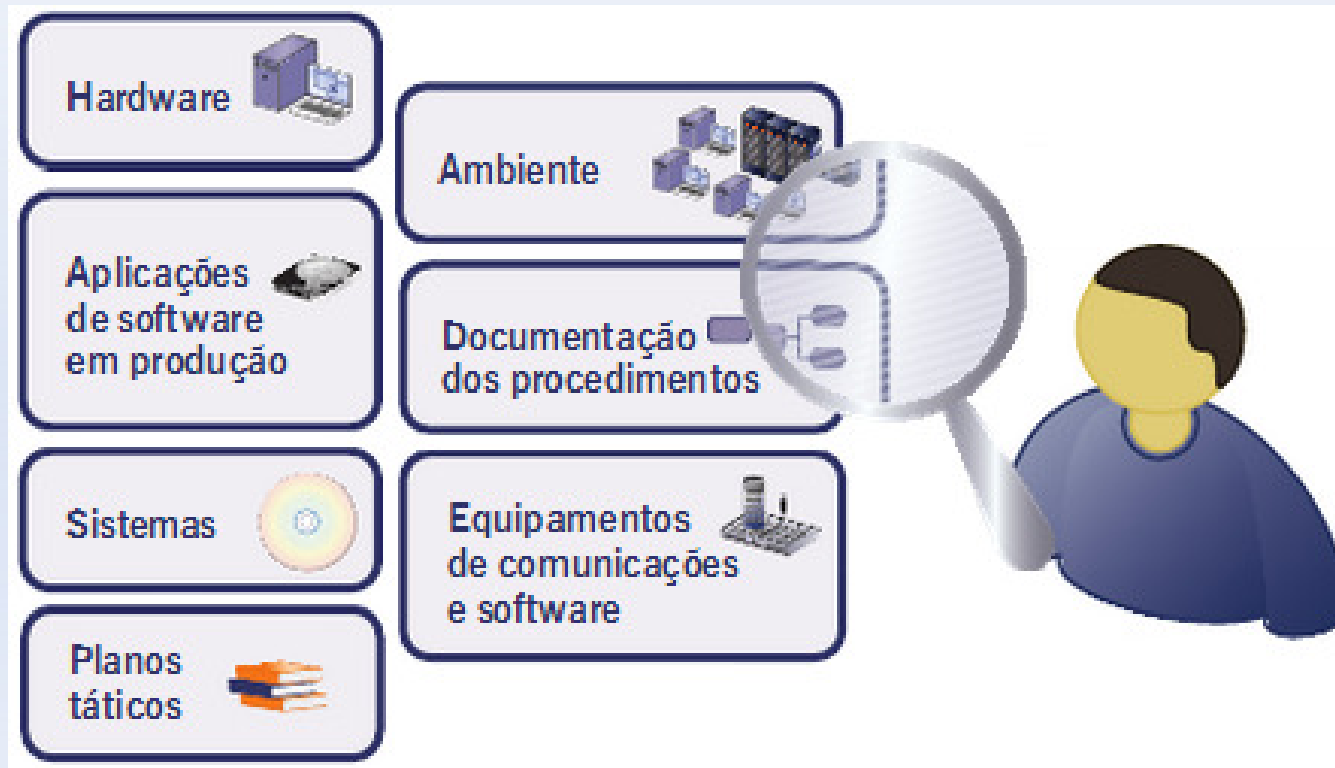 Hardware
Aplicações
de software
em produção
Sistemas
Planos
táticos
Ambiente
Documentação
dos procedimentos
Equipamentos
de comunicações
e software